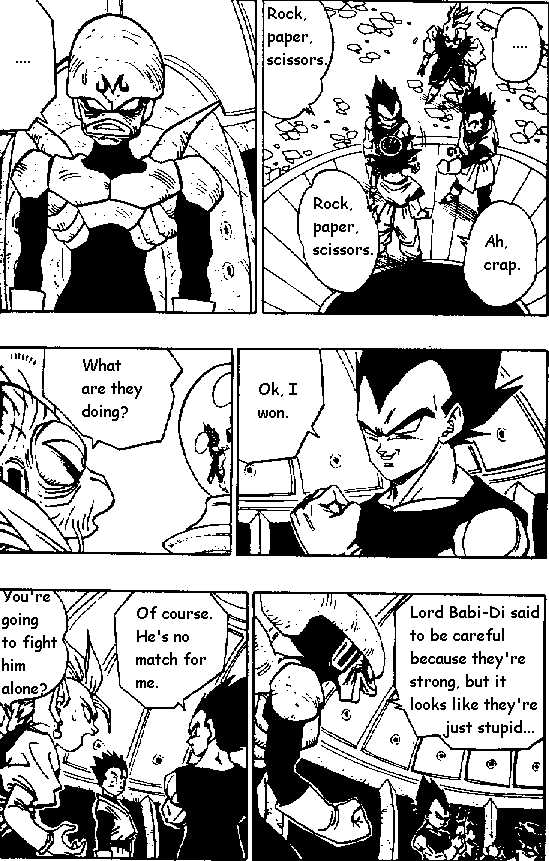 Rock,
paper,
scissors.
....
Rock,
paper,
scissors.
Ah,
crap.
....
Ok, I
won.
What
are they
doing?
Lord Babi-Di said
to be careful
because they're
strong, but it
looks like they're
just stupid...
Of course.
He's no
match for
me.
You're
going
to fight
him
alone?